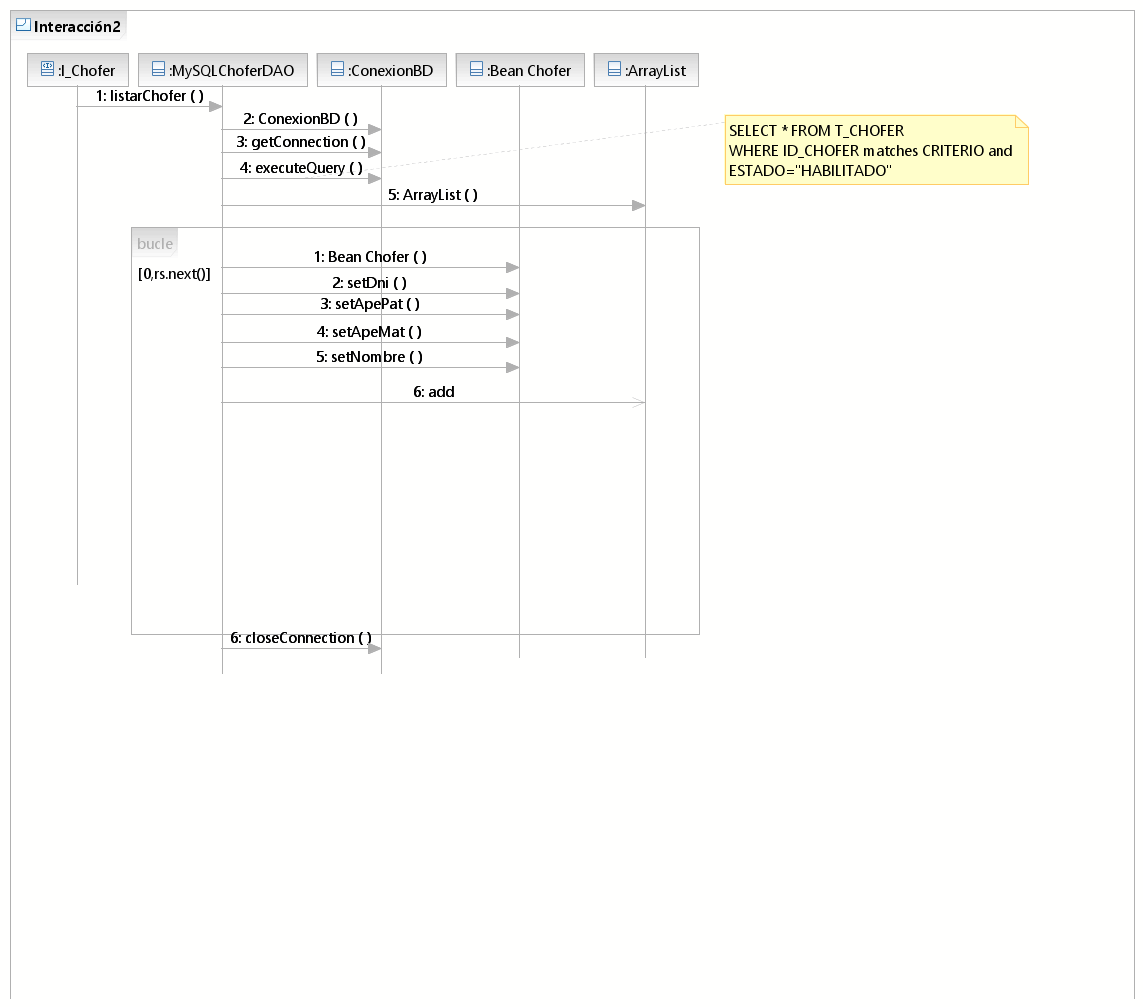 Interacción2
:I_Chofer
:MySQLChoferDAO
:ConexionBD
:Bean Chofer
:ArrayList
1: listarChofer ( )
2: ConexionBD ( )
3: getConnection ( )
4: executeQuery ( )
SELECT * FROM T_CHOFER
WHERE ID_CHOFER matches CRITERIO and
ESTADO="HABILITADO"
5: ArrayList ( )
bucle
[0,rs.next()]
1: Bean Chofer ( )
2: setDni ( )
3: setApePat ( )
4: setApeMat ( )
5: setNombre ( )
6: add
6: closeConnection ( )